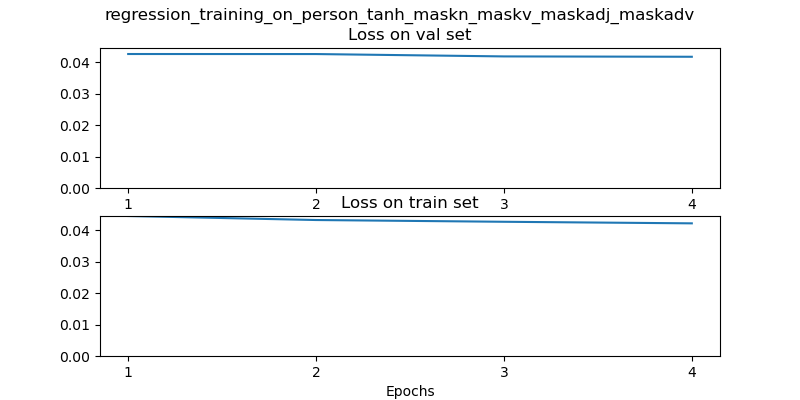 regression_training_on_person_tanh_maskn_maskv_maskadj_maskadv
Loss on val set
0.04
0.03
0.02
0.01
0.00
1 2 3 4
Loss on train set
0.04
0.03
0.02
0.01
0.00
1 2 3 4
Epochs